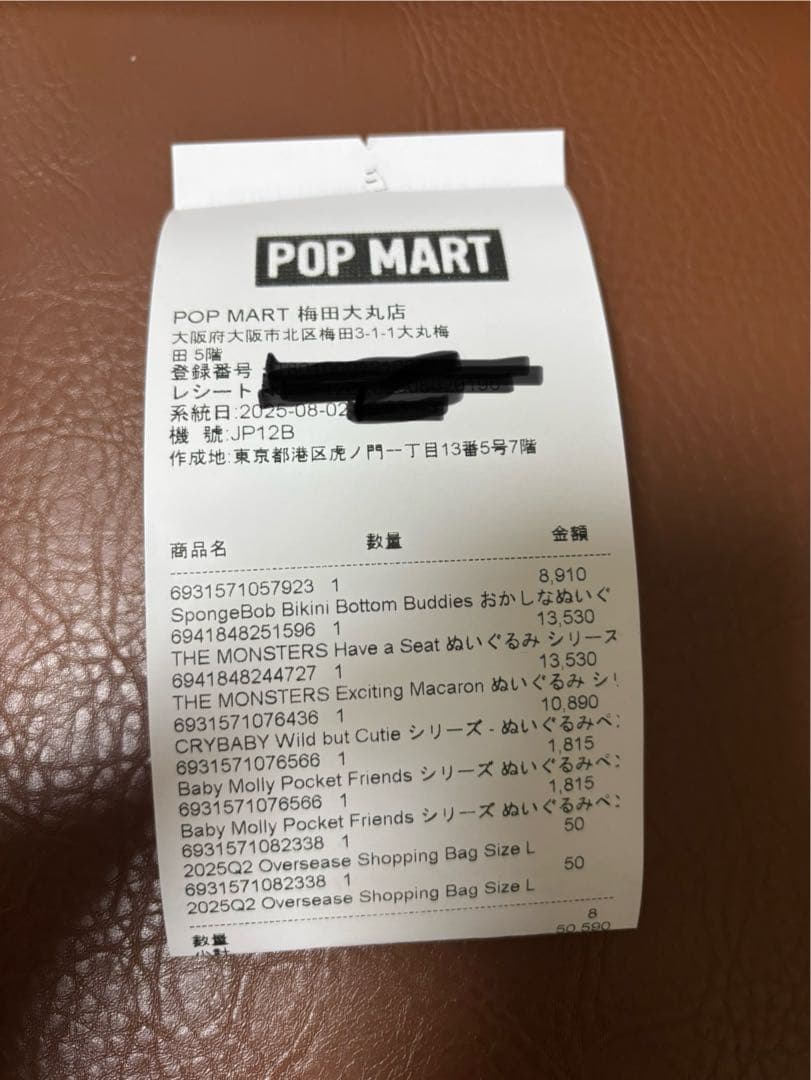 POP MART
POP MART 梅田大丸店
大阪府大阪市北区梅田3-1-1大丸梅
田 5階
登録番号
レシート
系統日:2025-08-02
機 號:JP12B
作成地:東京都港区虎ノ門一丁目13番5号7階
商品名 数量 金額
6931571057923 1 8,910
SpongeBob Bikini Bottom Buddies おかしなぬいぐ
6941848251596 1 13,530
THE MONSTERS Have a Seat ぬいぐるみ シリーズ
6941848244727 1 13,530
THE MONSTERS Exciting Macaron ぬいぐるみ シリ
6931571076436 1 10,890
CRYBABY Wild but Cutie シリーズ - ぬいぐるみペン
6931571076566 1 1,815
Baby Molly Pocket Friends シリーズ ぬいぐるみペン
6931571076566 1 1,815
Baby Molly Pocket Friends シリーズ ぬいぐるみペン
6931571082338 1 50
2025Q2 Oversease Shopping Bag Size L
6931571082338 1 50
2025Q2 Oversease Shopping Bag Size L
数量 8
小計 50,590